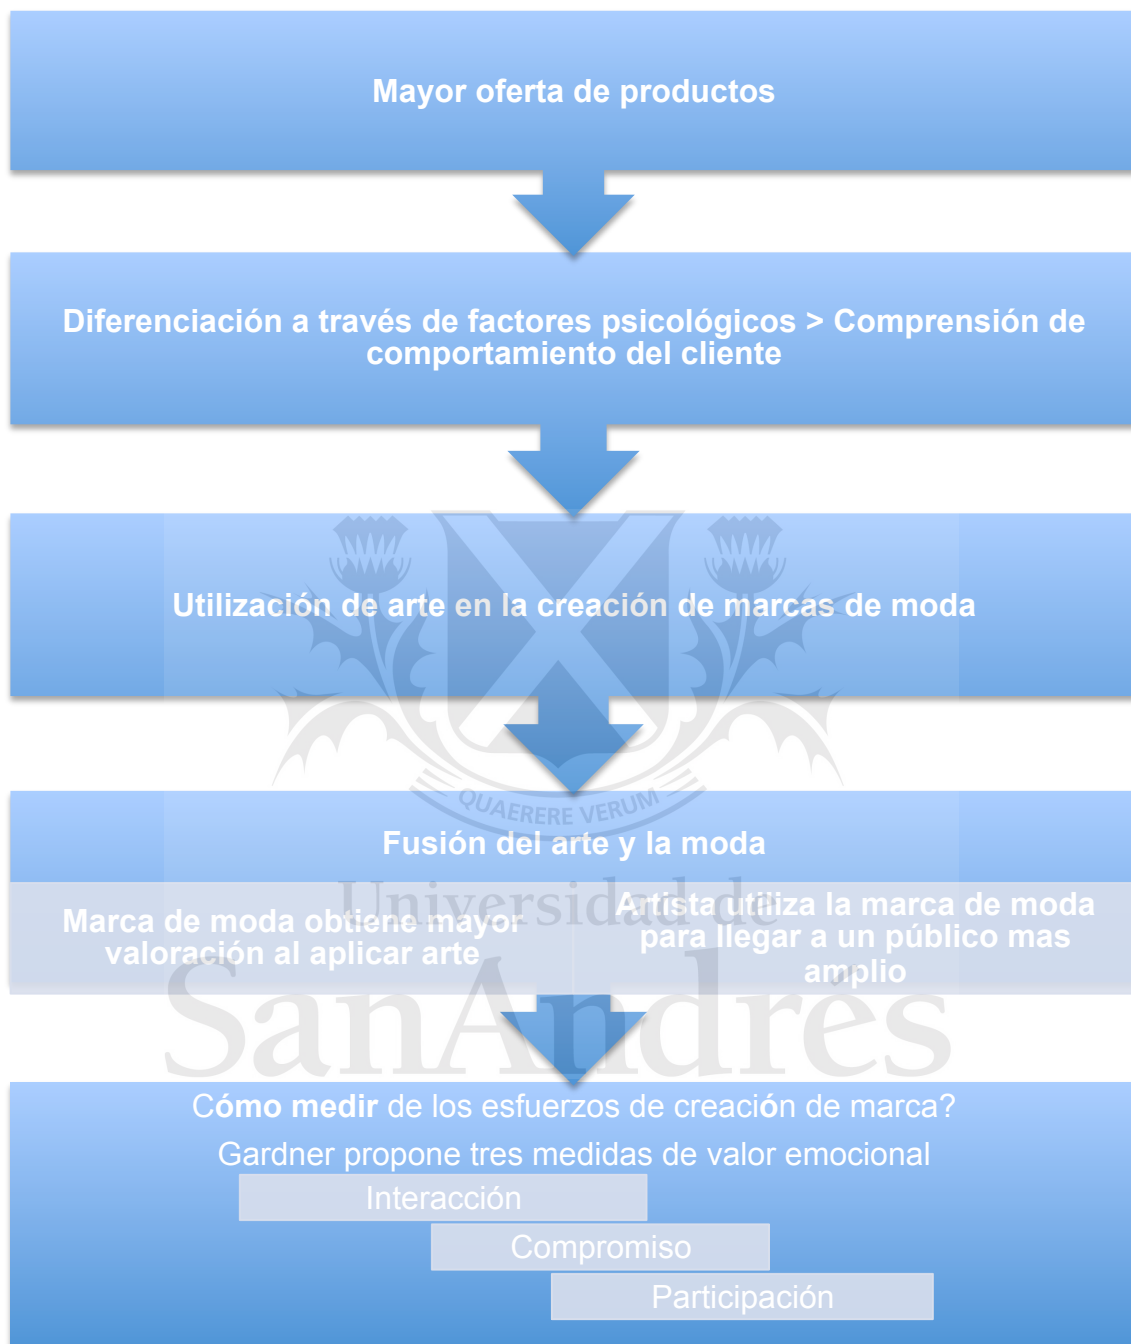 Mayor oferta de productos
Diferenciación a través de factores psicológicos > Comprensión de
comportamiento del cliente
Utilización de arte en la creación de marcas de moda
QUAERERE VERUM
Fusión del arte y la moda
Universidad de
SanAndrés
Marca de moda obtiene mayor
valoración al aplicar arte
Artista utiliza la marca de moda
para llegar a un público mas
amplio
Cómo medir de los esfuerzos de creación de marca?
Gardner propone tres medidas de valor emocional
Interacción
Compromiso
Participación